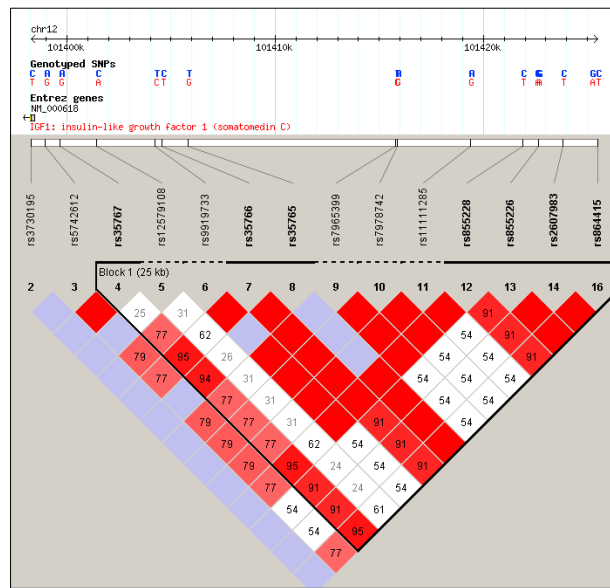 chr12
101400k 101410k 101420k
Genotyped SNPs
C A A C T C T A C C G C
T G G A C T G G T T A T
Entrez genes
NM_000618
IGF1: insulin-like growth factor 1 (somatomedin C)
rs3730195 rs5742612 rs35767 rs12579108 rs9919733 rs35766 rs35765 rs7965399 rs7978742 rs11111285 rs855228 rs855226 rs2607983 rs864415
Block 1 (25 kb)
2 3 4 5 6 7 8 9 10 11 12 13 14 16
25 31 91
77 62 54 91
79 95 26 54 54 91
77 94 31 54 54 54
77 31 54 54
79 77 31 91 54
79 77 62 54 91
79 95 24 54 91
77 91 24 54
54 91 91 61
54 95
77